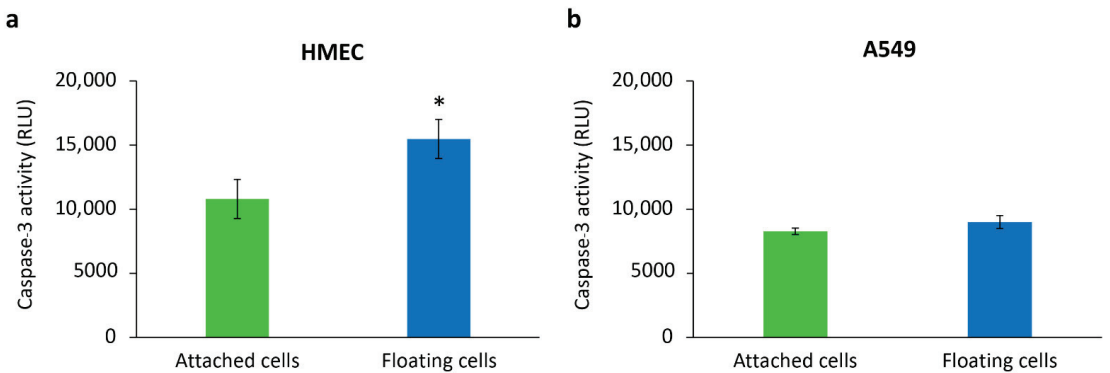 a
HMEC
Caspase-3 activity (RLU)
20,000
15,000
10,000
5000
0
*
Attached cells
Floating cells
b
A549
Caspase-3 activity (RLU)
20,000
15,000
10,000
5000
0
Attached cells
Floating cells